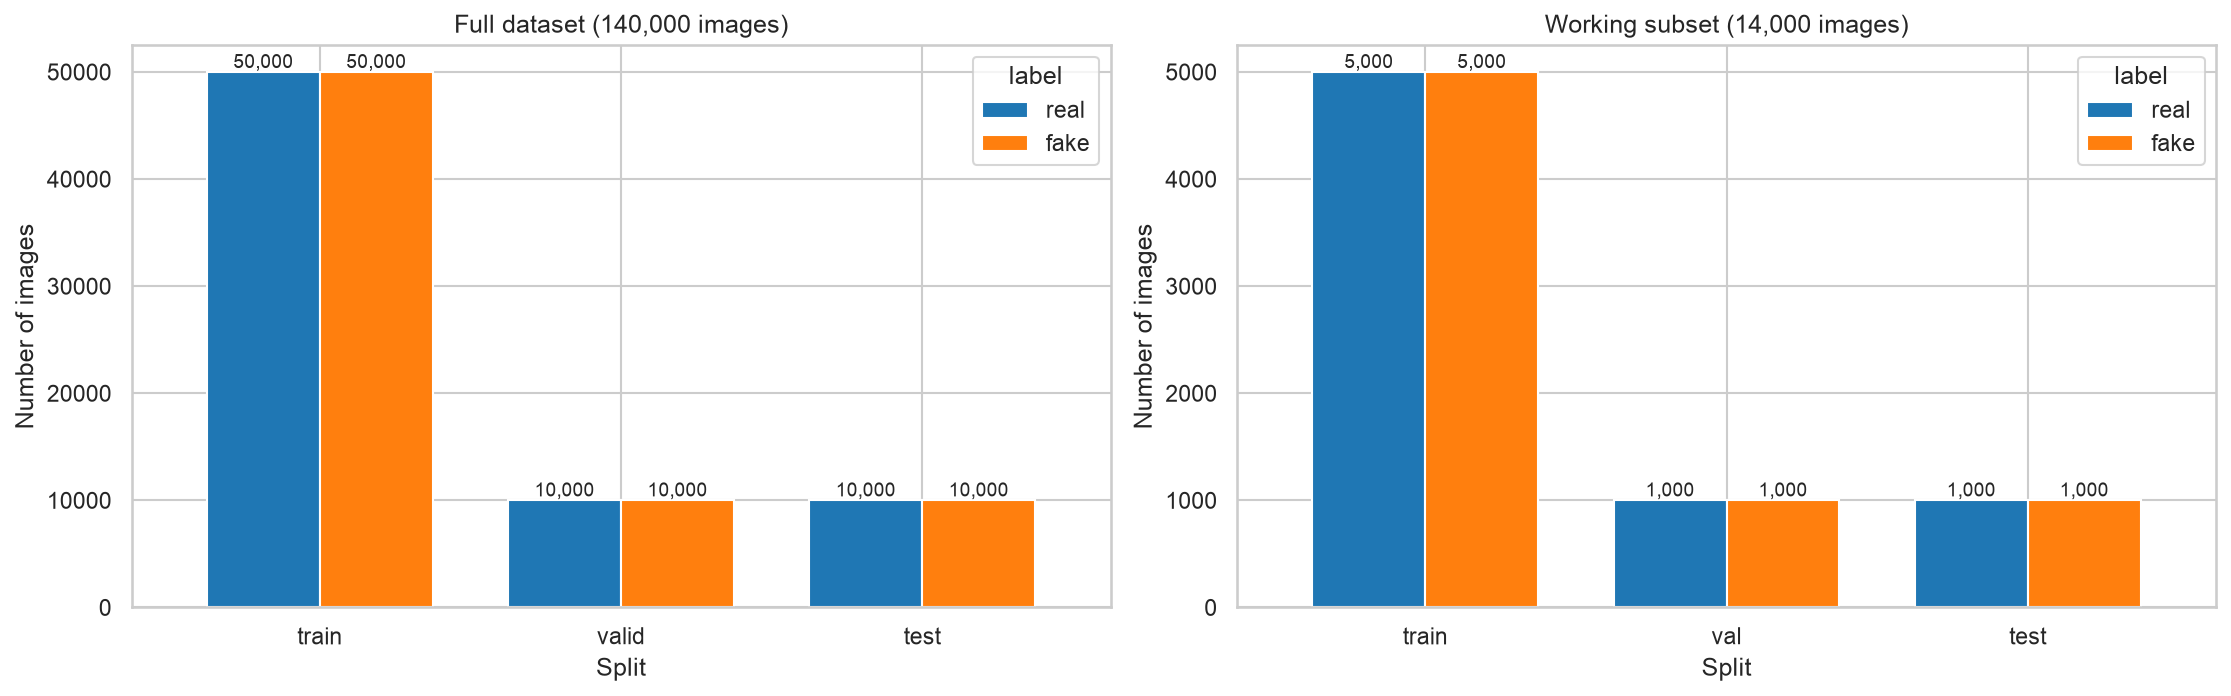 Full dataset (140,000 images)
Number of images
50000
40000
30000
20000
10000
0
50,000 50,000
10,000 10,000
10,000 10,000
label
real
fake
train valid test
Split
Working subset (14,000 images)
Number of images
5000
4000
3000
2000
1000
0
5,000 5,000
1,000 1,000
1,000 1,000
label
real
fake
train val test
Split